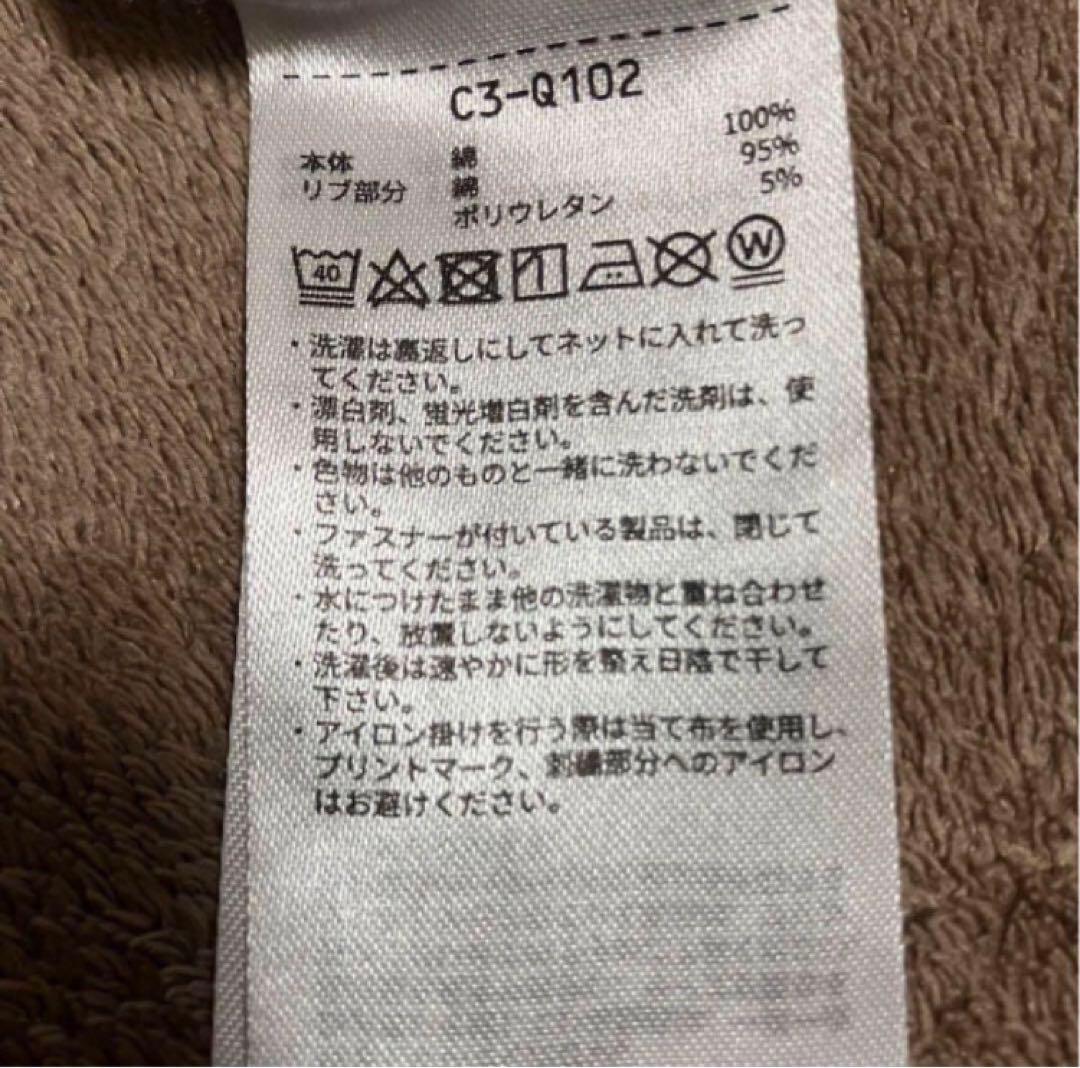 C3-Q102
本体 綿 100%
リブ部分 綿 95%
ポリウレタン 5%
40 W
・洗濯は裏返しにしてネットに入れて洗っ
てください。
・漂白剤、蛍光増白剤を含んだ洗剤は、使
用しないでください。
・色物は他のものと一緒に洗わないでくだ
さい。
・ファスナーが付いている製品は、閉じて
洗ってください。
・水につけたまま他の洗濯物と重ね合わせ
たり、放置しないようにしてください。
・洗濯後は速やかに形を整え日陰で干して
下さい。
・アイロン掛けを行う際は当て布を使用し、
プリントマーク、刺繍部分へのアイロン
はお避けください。